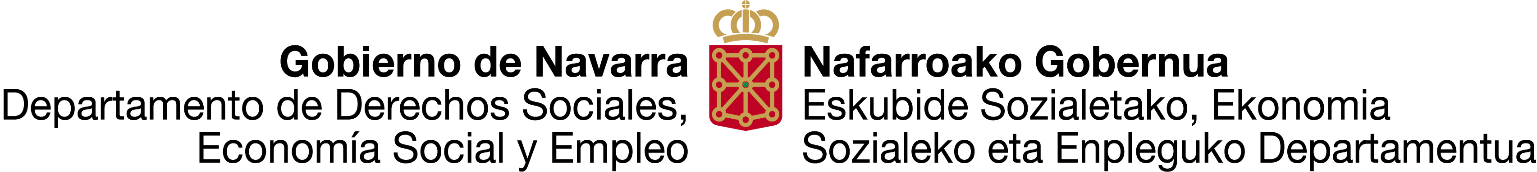 Gobierno de Navarra
Departamento de Derechos Sociales,
Economía Social y Empleo
Nafarroako Gobernua
Eskubide Sozialetako, Ekonomia
Sozialeko eta Enpleguko Departamentua